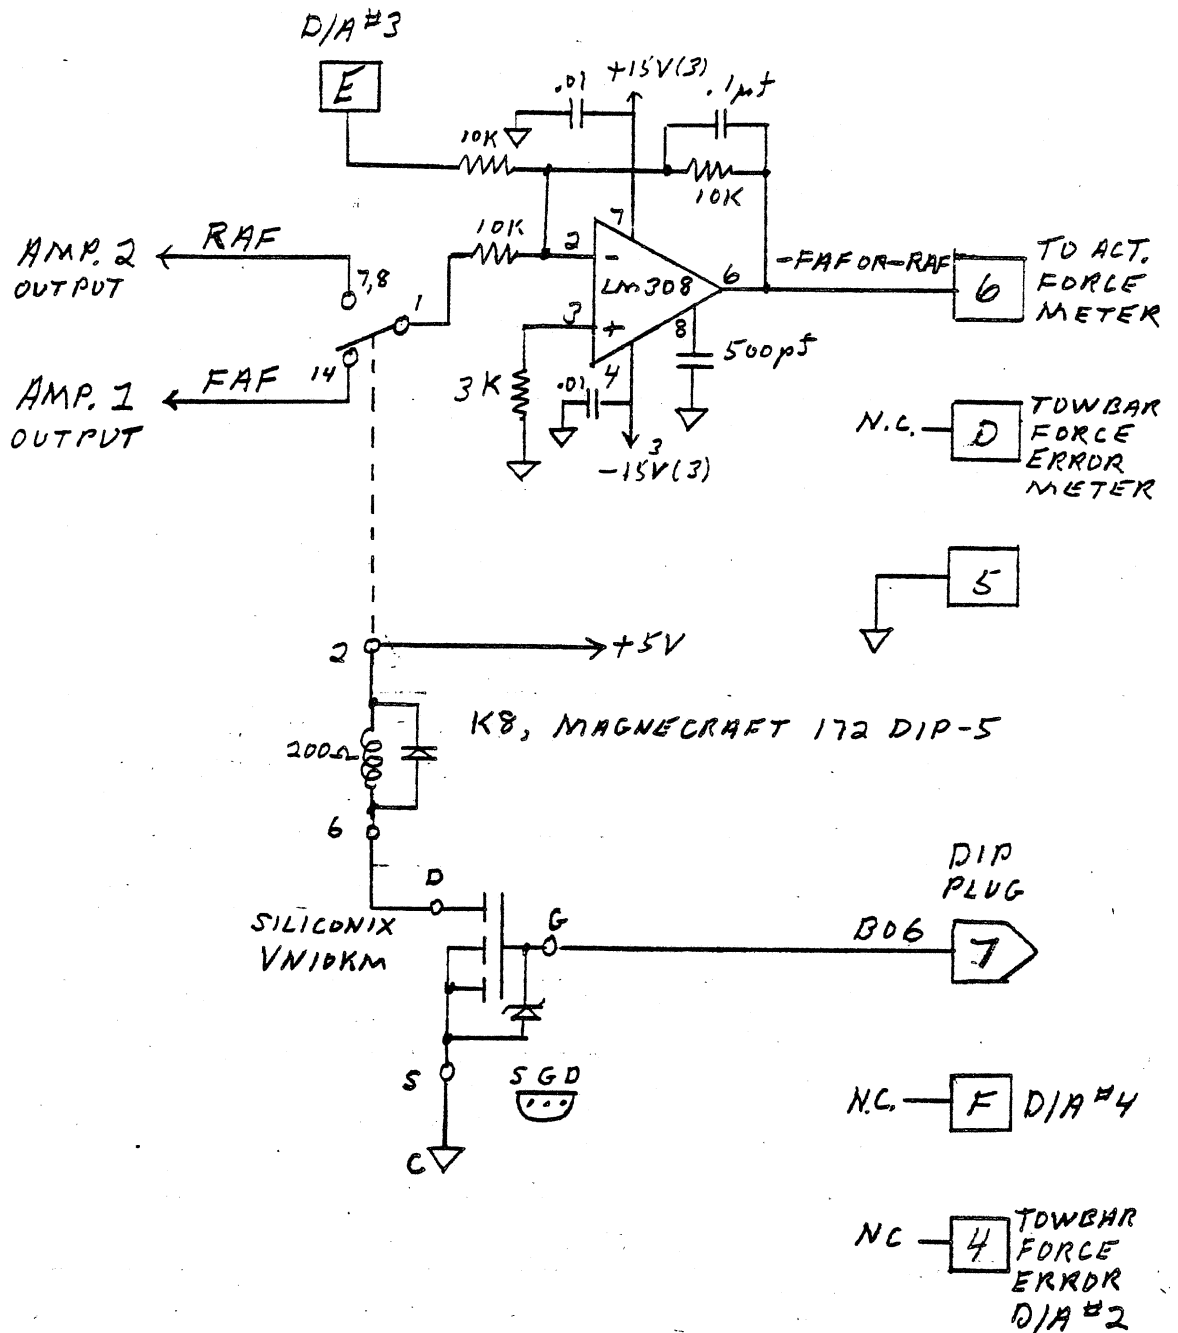 D/A #3
E
.01
+15V(3)
.1µf
10K
10K
10K
7
AMP. 2
OUTPUT
RAF
7,8
1
2
-
LM308
6
-FAF OR -RAF
6
TO ACT.
FORCE
METER
3
+
8
500pf
AMP. 1
OUTPUT
FAF
14
3K
.01
4
3
-15V(3)
N.C.
D
TOWBAR
FORCE
ERROR
METER
5
2
+5V
K8, MAGNECRAFT 172 DIP-5
200Ω
6
DIP
PLUG
D
SILICONIX
VN10KM
G
B06
7
S
S G D
C
N.C.
F
D/A #4
NC
4
TOWBAR
FORCE
ERROR
D/A #2